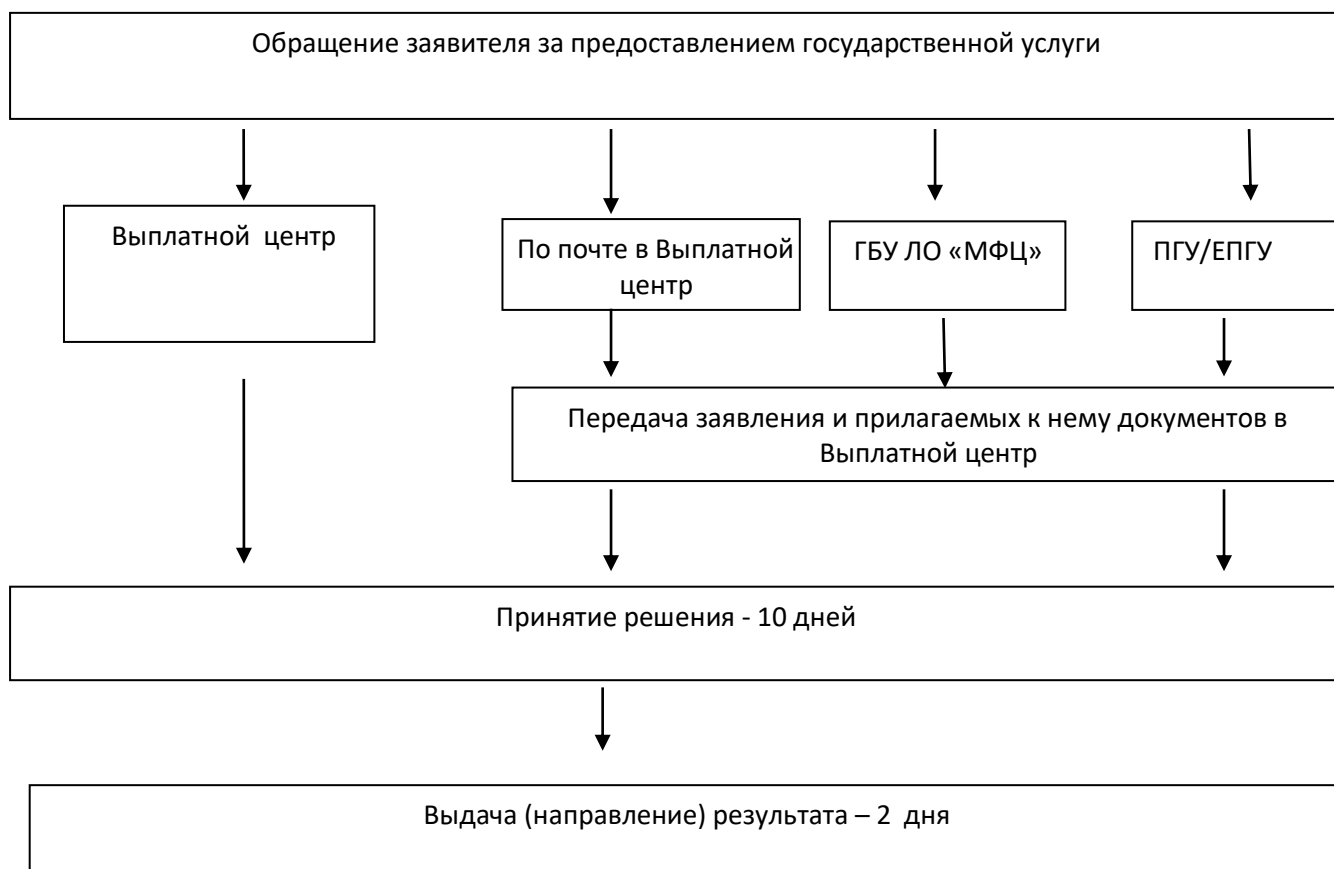 Обращение заявителя за предоставлением государственной услуги
Выплатной центр
По почте в Выплатной
центр
ГБУ ЛО «МФЦ»
ПГУ/ЕПГУ
Передача заявления и прилагаемых к нему документов в
Выплатной центр
Принятие решения - 10 дней
Выдача (направление) результата – 2 дня